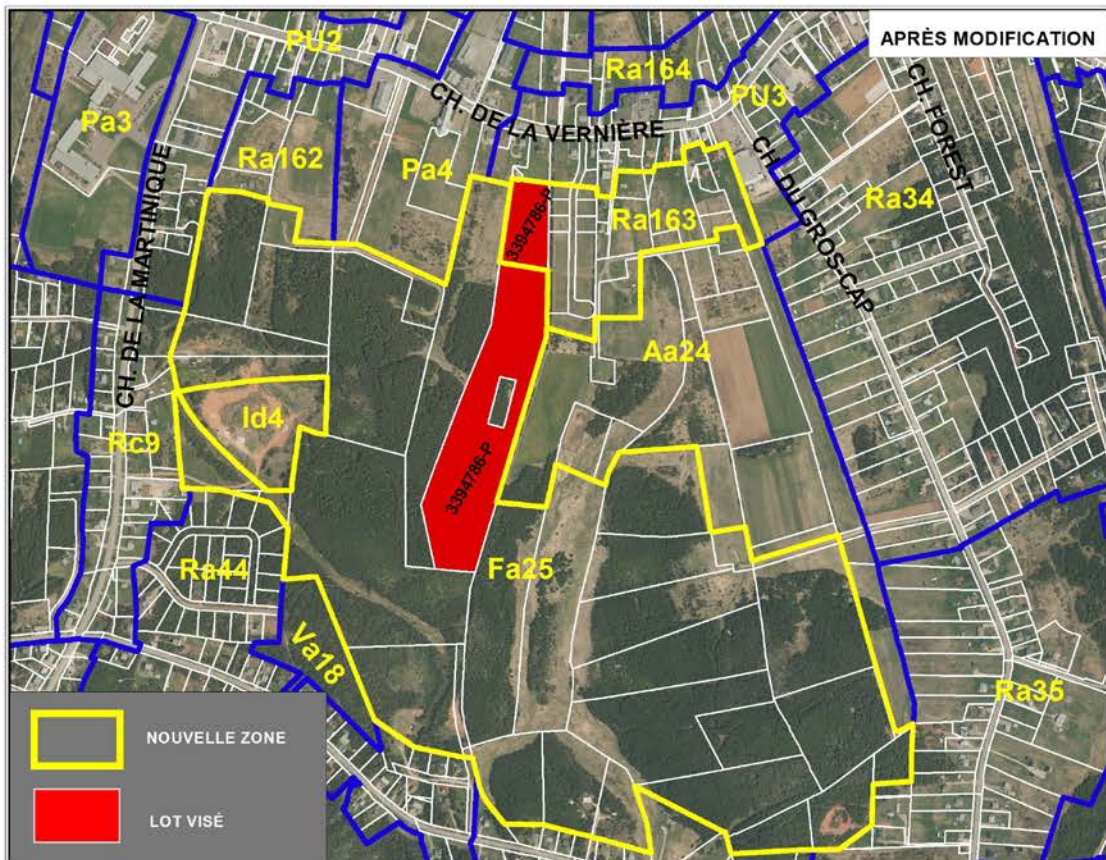 APRÈS MODIFICATION
PU2
Ra164
PU3
Pa3
CH. DE LA VERNIÈRE
CH. FOREST
Ra162
Pa4
CH. DU GROS-CAP
Ra34
CH. DE LA MARTINIQUE
3394786-P
Ra163
Aa24
Id4
Rc9
3394786-P
Ra44
Fa25
Va18
Ra35
NOUVELLE ZONE
LOT VISÉ